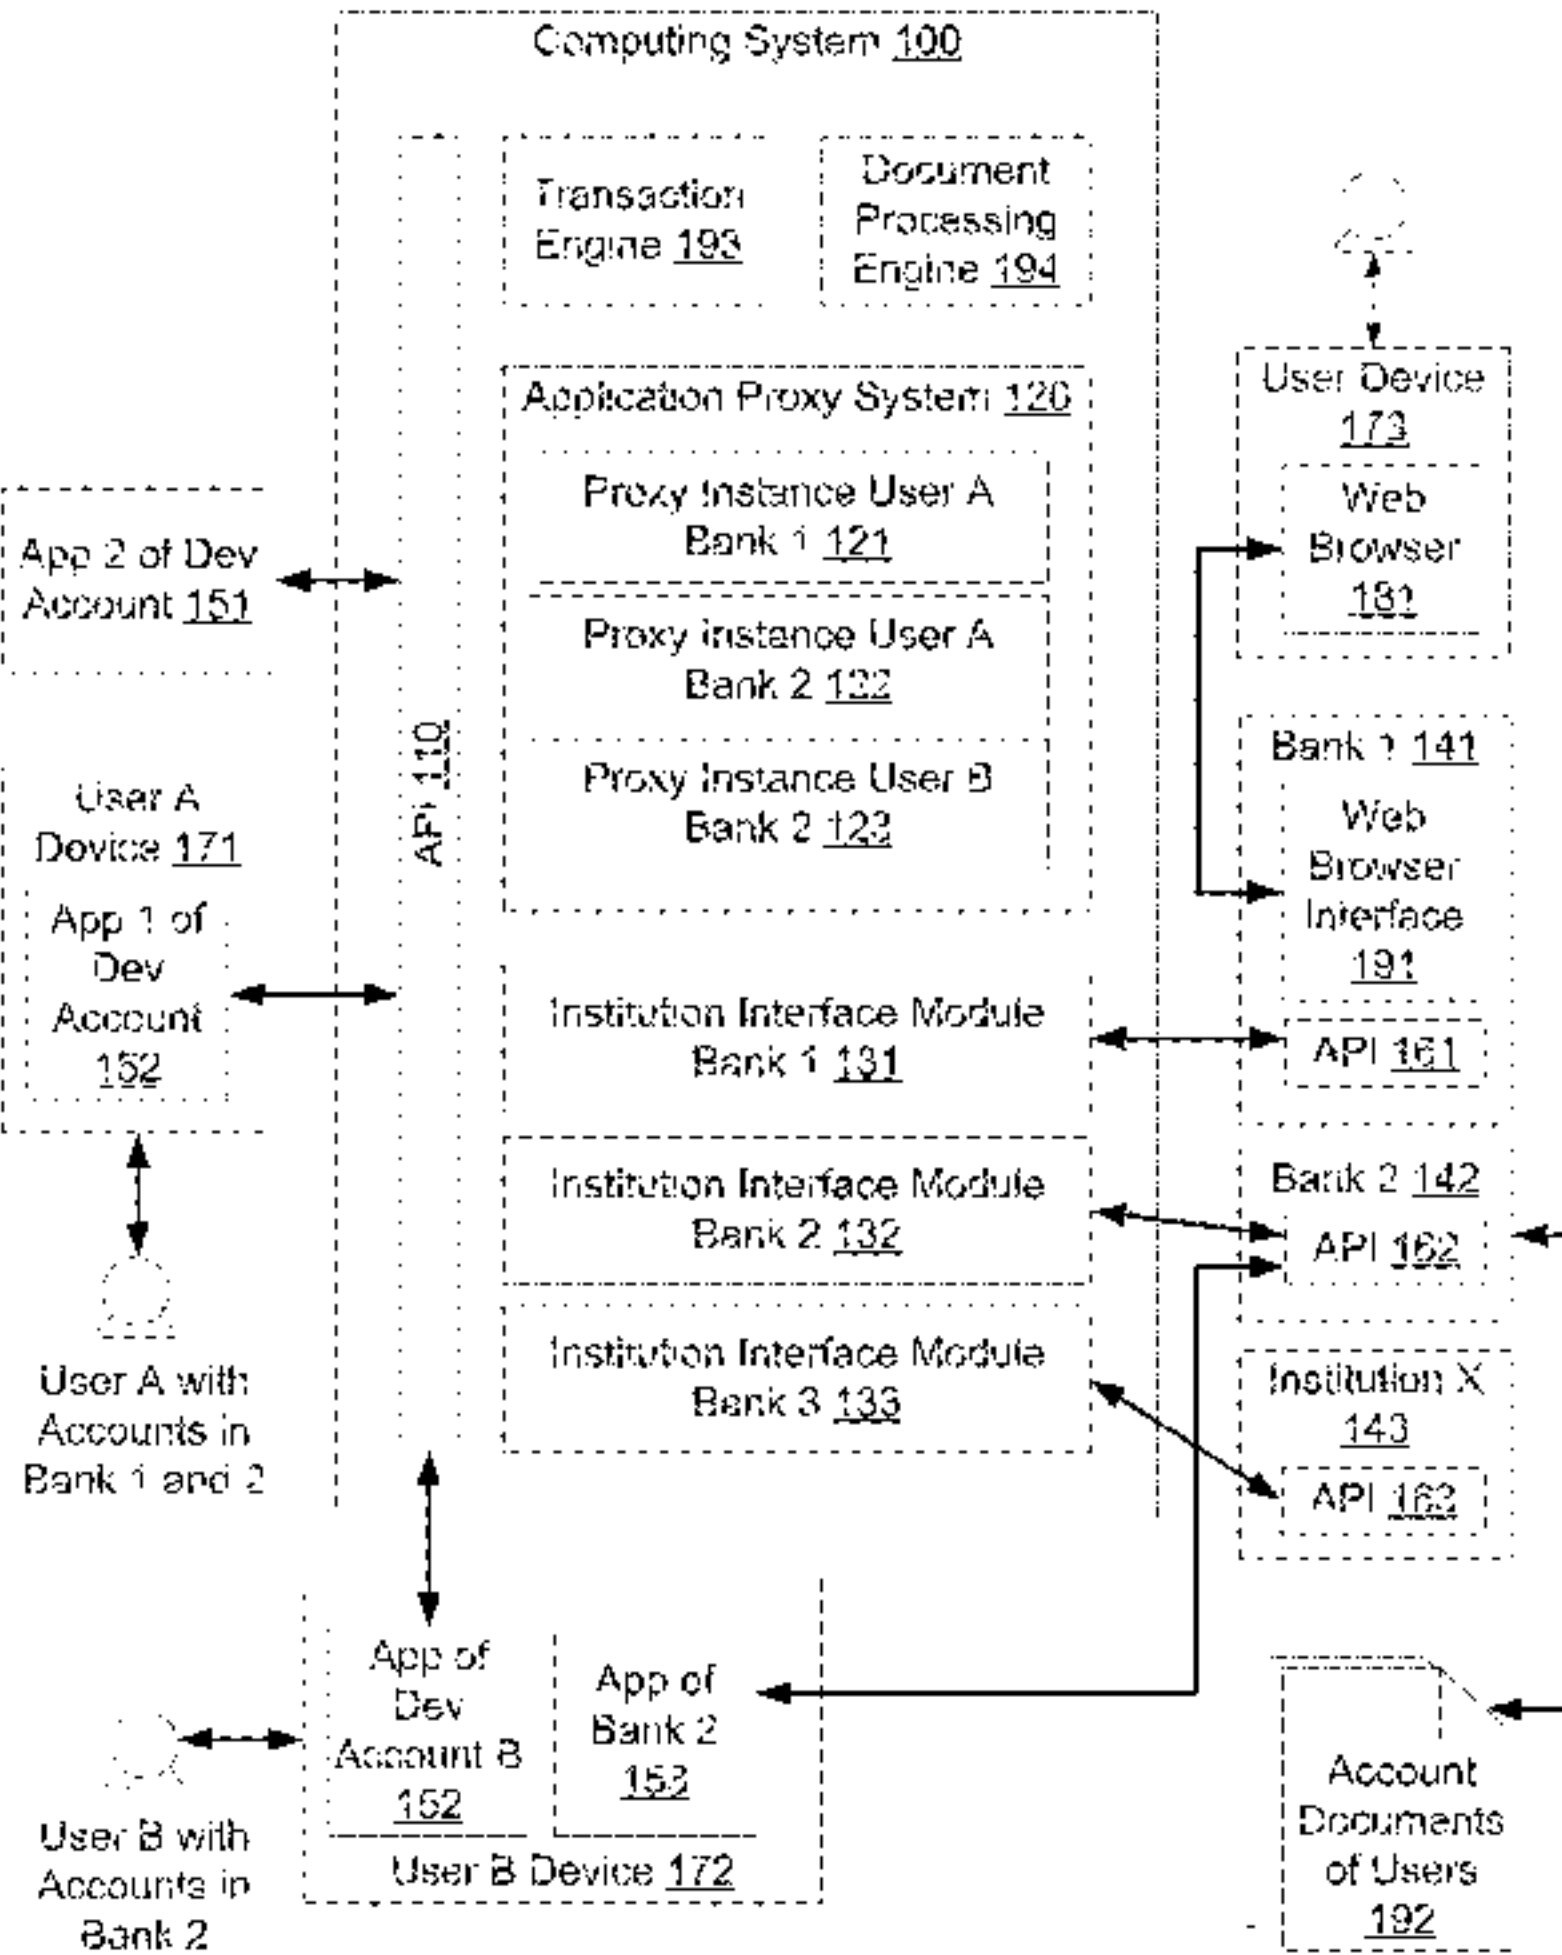 Computing System 100
Transaction
Engine 193
Document
Processing
Engine 194
Application Proxy System 120
Proxy Instance User A
Bank 1 121
Proxy Instance User A
Bank 2 122
Proxy Instance User B
Bank 2 123
API 110
App 2 of Dev
Account 151
User A
Device 171
App 1 of
Dev
Account
152
User A with
Accounts in
Bank 1 and 2
Institution Interface Module
Bank 1 131
Institution Interface Module
Bank 2 132
Institution Interface Module
Bank 3 133
User Device
173
Web
Browser
181
Bank 1 141
Web
Browser
Interface
191
API 161
Bank 2 142
API 162
Institution X
143
API 163
App of
Dev
Account B
152
App of
Bank 2
153
User B Device 172
User B with
Accounts in
Bank 2
Account
Documents
of Users
192